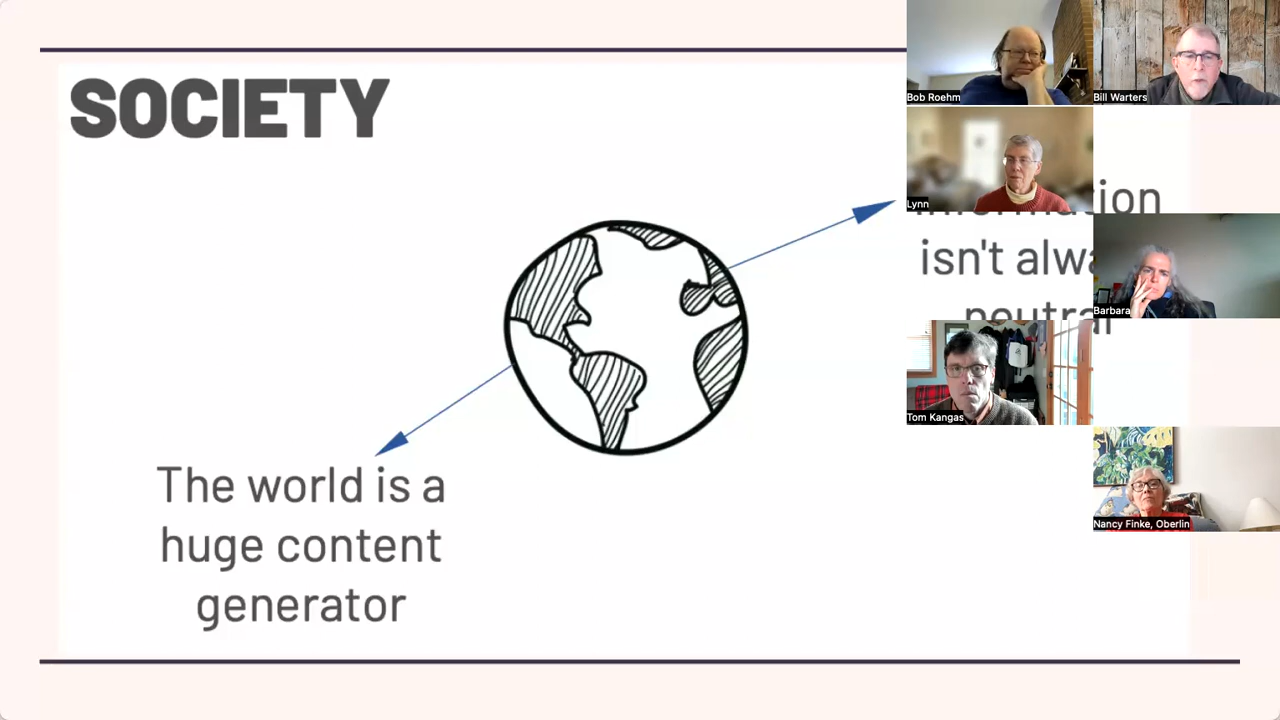 SOCIETY
isn't
The world is a
huge content
generator
Bob Roehm
Bill Warters
Lynn
Barbara
Tom Kangas
Nancy Finke, Oberlin